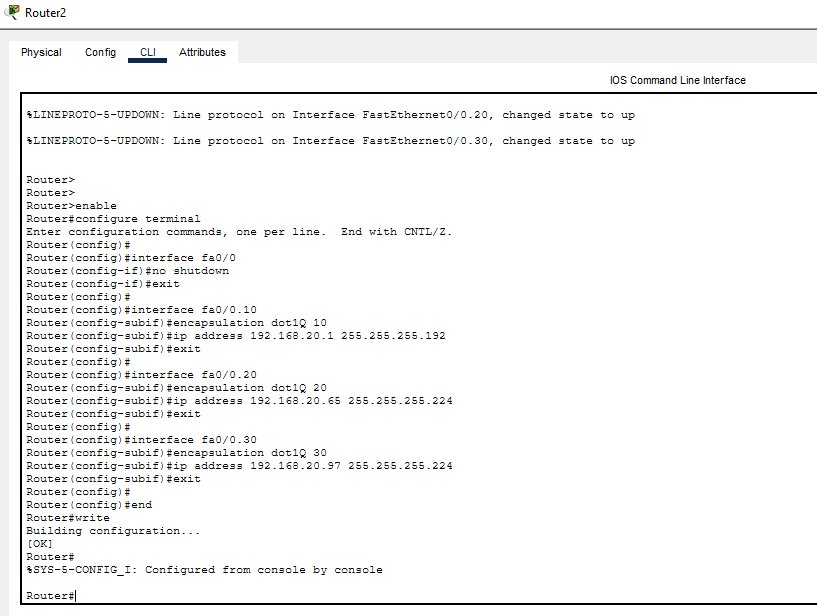 Router2
Physical Config CLI Attributes
IOS Command Line Interface
%LINEPROTO-5-UPDOWN: Line protocol on Interface FastEthernet0/0.20, changed state to up
%LINEPROTO-5-UPDOWN: Line protocol on Interface FastEthernet0/0.30, changed state to up
Router>
Router>
Router>enable
Router#configure terminal
Enter configuration commands, one per line.  End with CNTL/Z.
Router(config)#
Router(config)#interface fa0/0
Router(config-if)#no shutdown
Router(config-if)#exit
Router(config)#
Router(config)#interface fa0/0.10
Router(config-subif)#encapsulation dot1Q 10
Router(config-subif)#ip address 192.168.20.1 255.255.255.192
Router(config-subif)#exit
Router(config)#
Router(config)#interface fa0/0.20
Router(config-subif)#encapsulation dot1Q 20
Router(config-subif)#ip address 192.168.20.65 255.255.255.224
Router(config-subif)#exit
Router(config)#
Router(config)#interface fa0/0.30
Router(config-subif)#encapsulation dot1Q 30
Router(config-subif)#ip address 192.168.20.97 255.255.255.224
Router(config-subif)#exit
Router(config)#
Router(config)#end
Router#write
Building configuration...
[OK]
Router#
%SYS-5-CONFIG_I: Configured from console by console
Router#